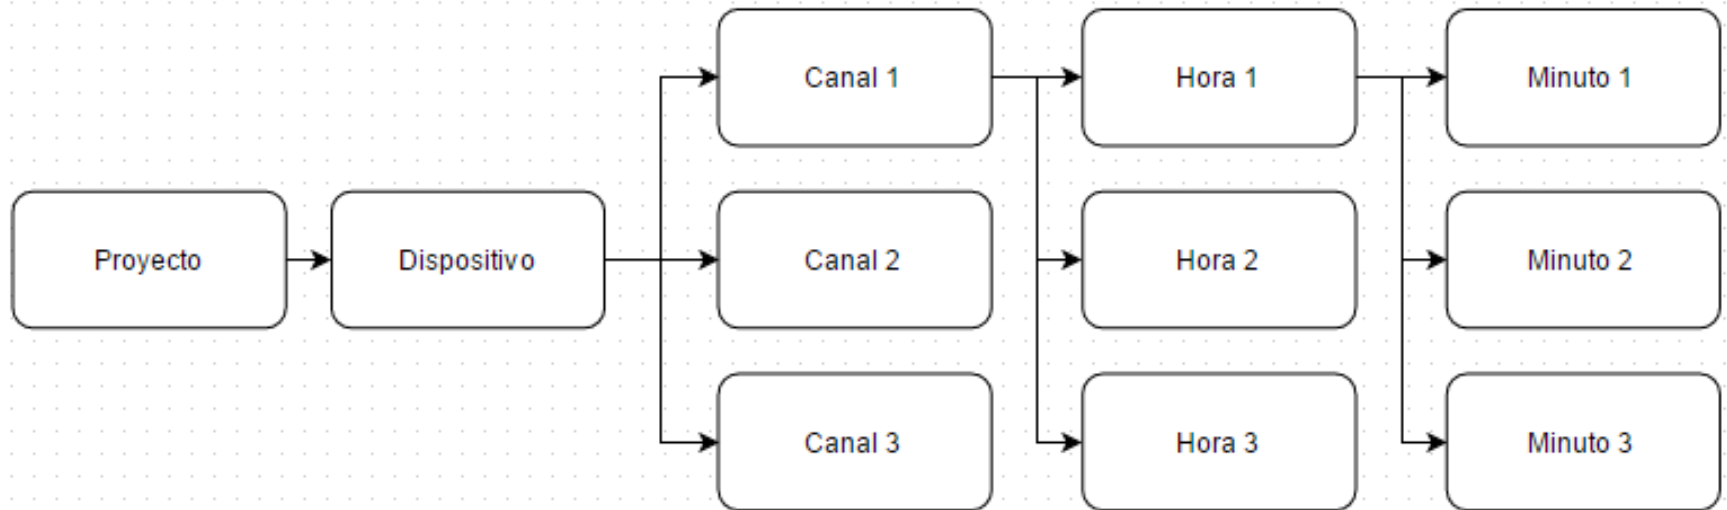 Canal 1
Hora 1
Minuto 1
Proyecto
Dispositivo
Canal 2
Hora 2
Minuto 2
Canal 3
Hora 3
Minuto 3